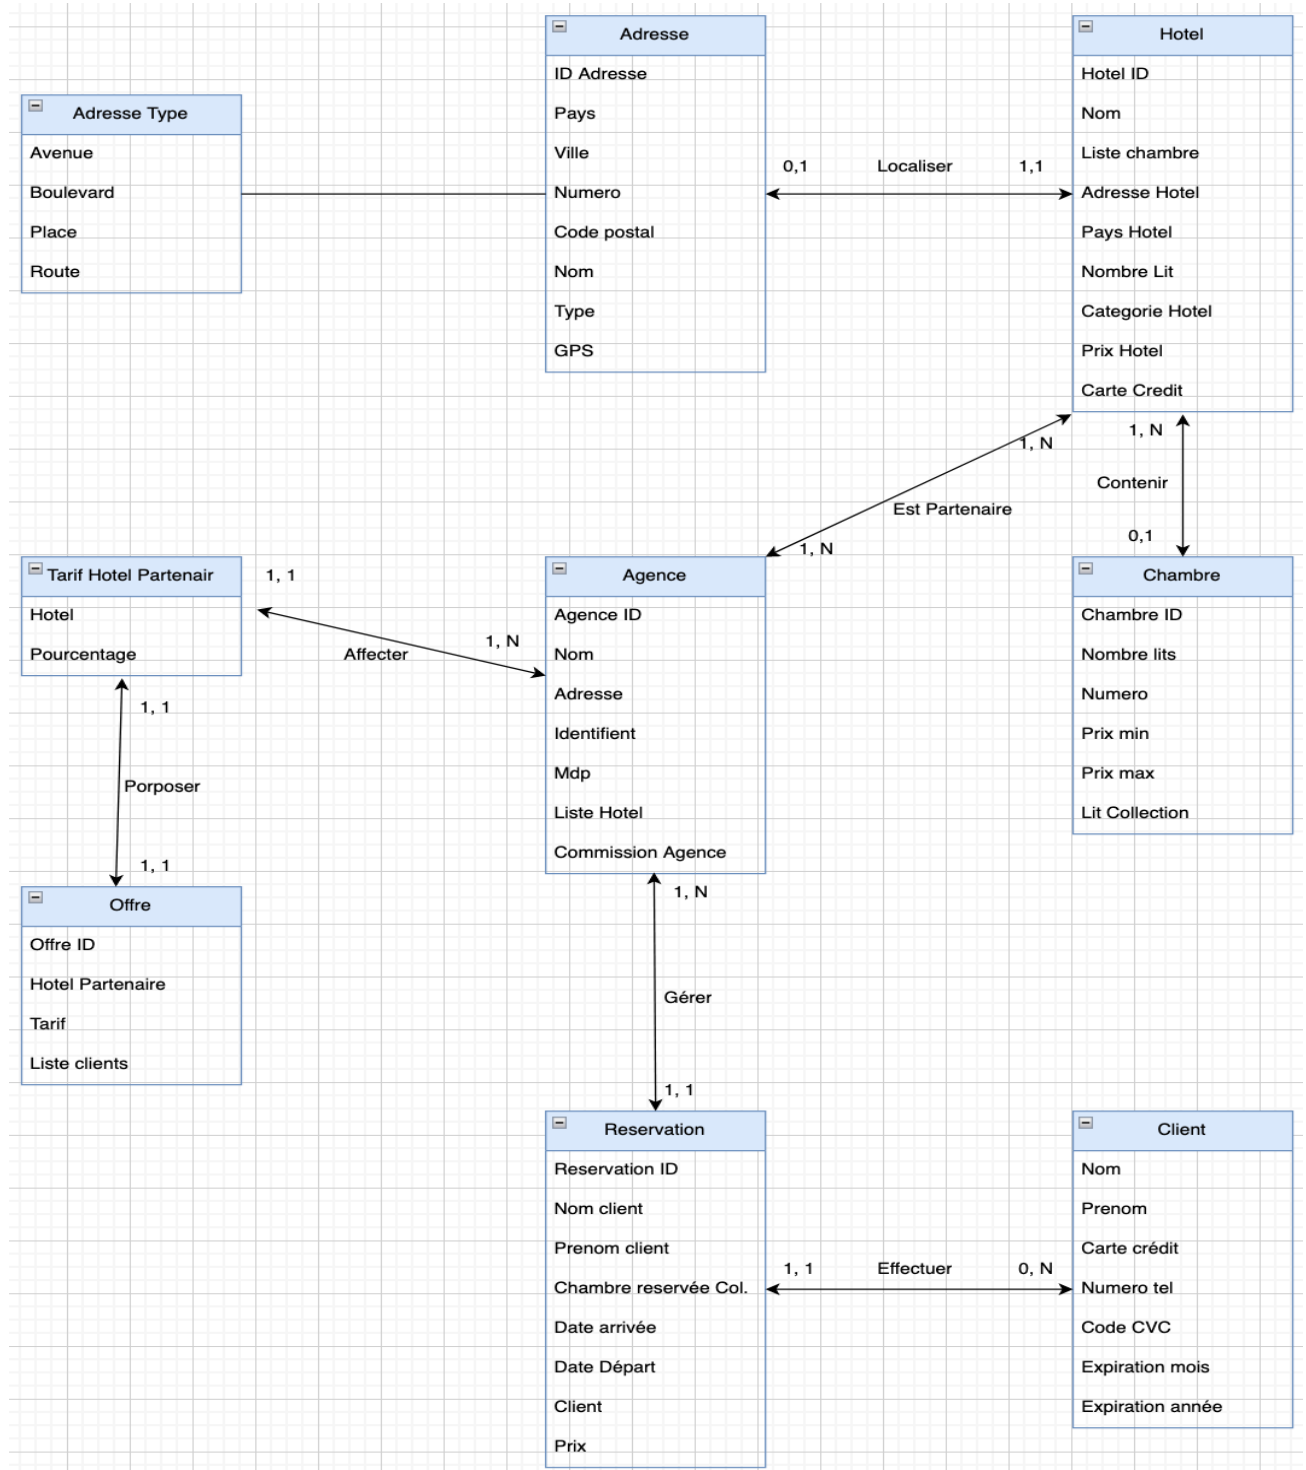 Adresse
ID Adresse
Pays
Ville
Numero
Code postal
Nom
Type
GPS
Hotel
Hotel ID
Nom
Liste chambre
Adresse Hotel
Pays Hotel
Nombre Lit
Categorie Hotel
Prix Hotel
Carte Credit
Adresse Type
Avenue
Boulevard
Place
Route
0,1
Localiser
1,1
1, N
Est Partenaire
1, N
1, N
Contenir
0,1
Tarif Hotel Partenair
Hotel
Pourcentage
1, 1
Affecter
1, N
Agence
Agence ID
Nom
Adresse
Identifient
Mdp
Liste Hotel
Commission Agence
Chambre
Chambre ID
Nombre lits
Numero
Prix min
Prix max
Lit Collection
1, 1
Porposer
1, 1
Offre
Offre ID
Hotel Partenaire
Tarif
Liste clients
1, N
Gérer
1, 1
Reservation
Reservation ID
Nom client
Prenom client
Chambre reservée Col.
Date arrivée
Date Départ
Client
Prix
1, 1
Effectuer
0, N
Client
Nom
Prenom
Carte crédit
Numero tel
Code CVC
Expiration mois
Expiration année